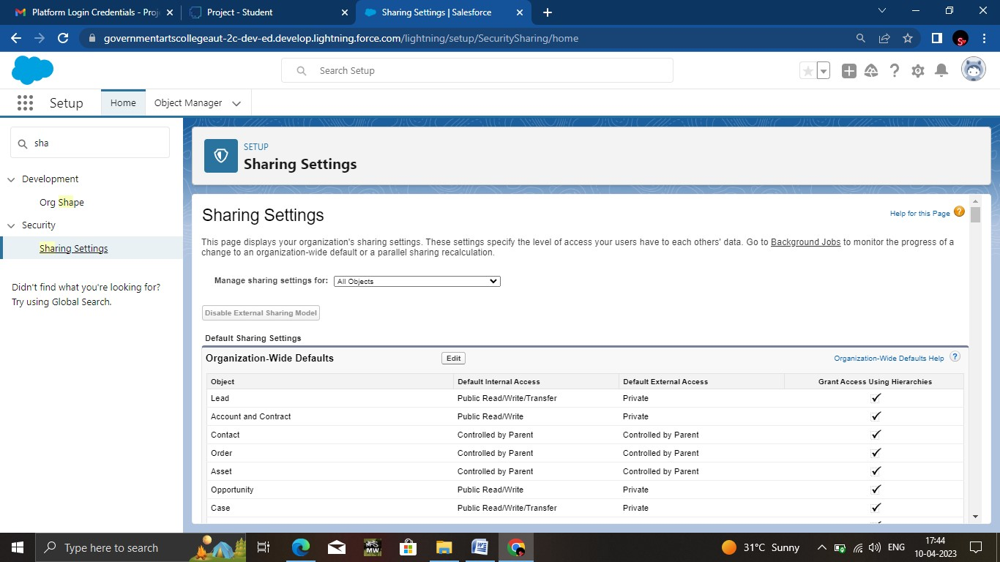 Platform Login Credentials - Proj
Project - Student
Sharing Settings | Salesforce
governmentartscollegeaut-2c-dev-ed.develop.lightning.force.com/lightning/setup/SecuritySharing/home
Search Setup
Setup
Home
Object Manager
sha
Development
Org Shape
Security
Sharing Settings
Didn't find what you're looking for?
Try using Global Search.
SETUP
Sharing Settings
Sharing Settings
Help for this Page
This page displays your organization's sharing settings. These settings specify the level of access your users have to each others' data. Go to Background Jobs to monitor the progress of a
change to an organization-wide default or a parallel sharing recalculation.
Manage sharing settings for: All Objects
Disable External Sharing Model
Default Sharing Settings
Organization-Wide Defaults Edit Organization-Wide Defaults Help ?
Object Default Internal Access Default External Access Grant Access Using Hierarchies
Lead Public Read/Write/Transfer Private
Account and Contract Public Read/Write Private
Contact Controlled by Parent Controlled by Parent
Order Controlled by Parent Controlled by Parent
Asset Controlled by Parent Controlled by Parent
Opportunity Public Read/Write Private
Case Public Read/Write/Transfer Private
Type here to search
MW
31°C Sunny
ENG
17:44
10-04-2023